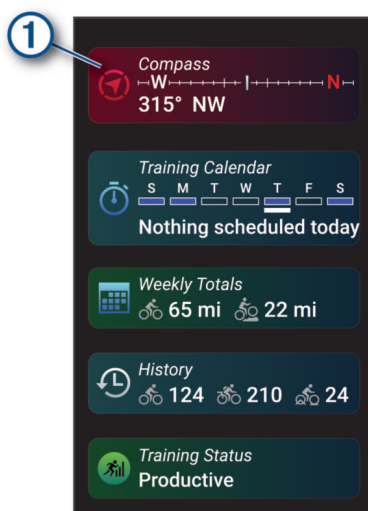 1
Compass
W N
315° NW
Training Calendar
S M T W T F S
Nothing scheduled today
Weekly Totals
65 mi 22 mi
History
124 210 24
Training Status
Productive